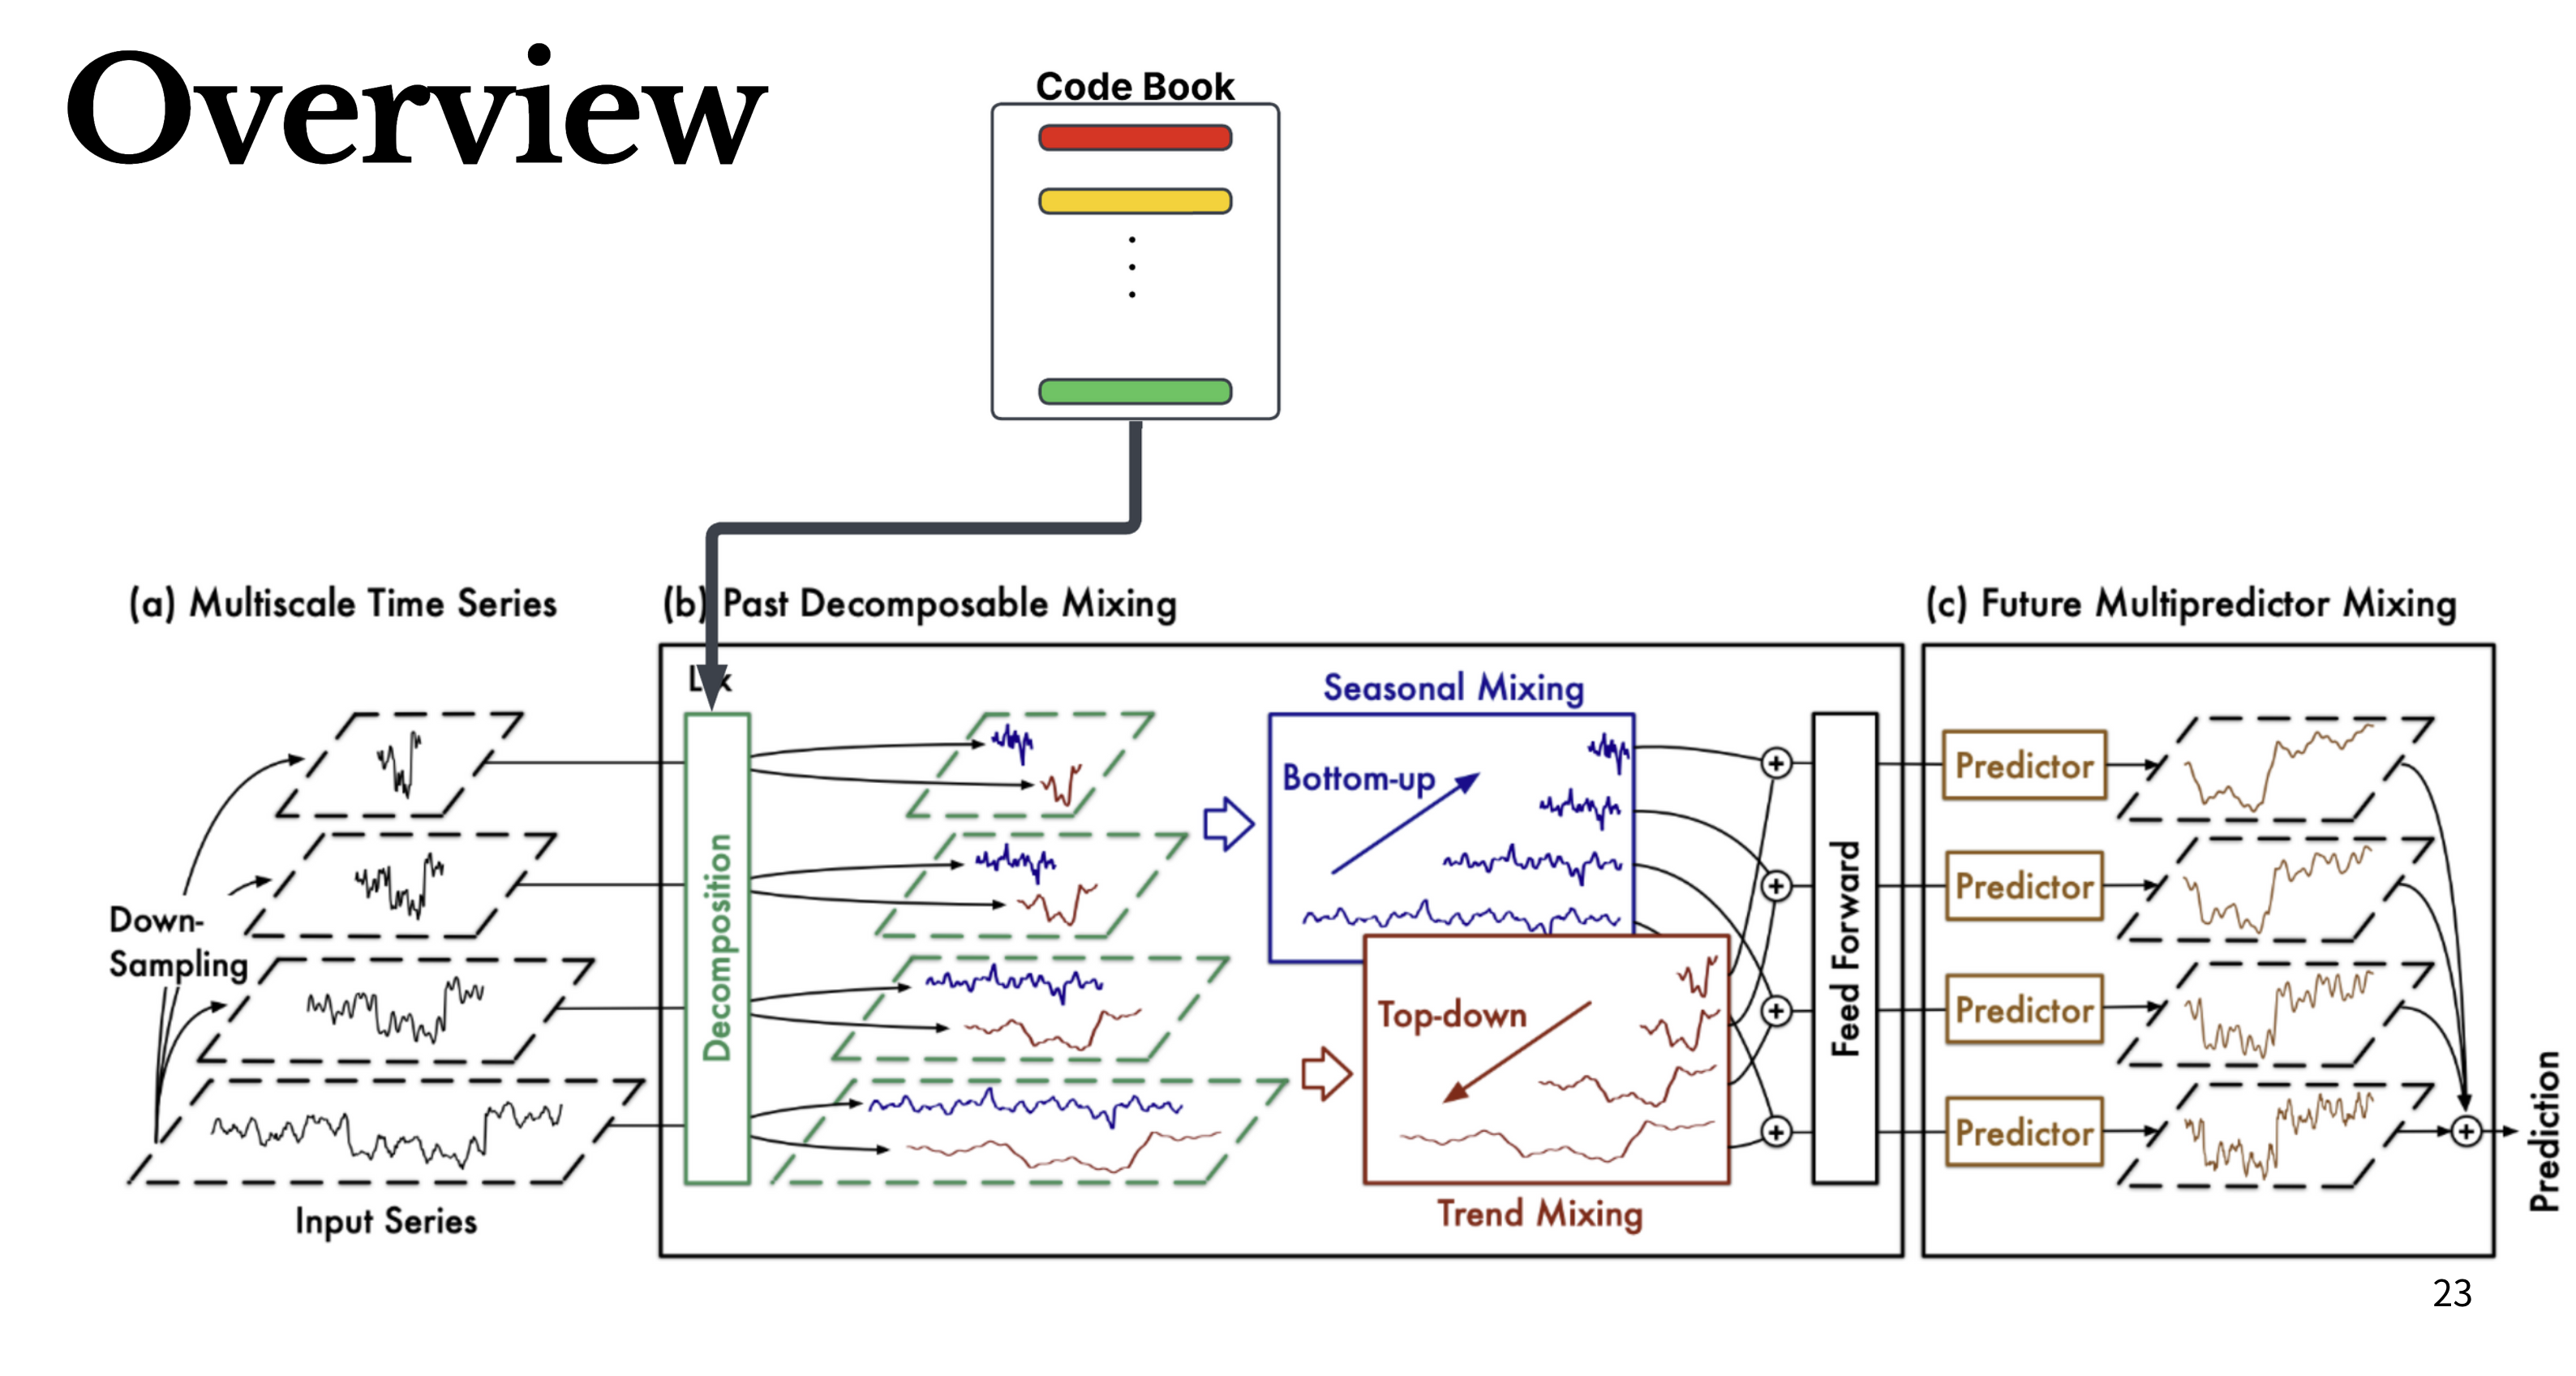 Overview
Code Book
(a) Multiscale Time Series
(b) Past Decomposable Mixing
(c) Future Multipredictor Mixing
Down-
Sampling
Input Series
Decomposition
Seasonal Mixing
Bottom-up
Top-down
Trend Mixing
Feed Forward
Predictor
Predictor
Predictor
Predictor
Prediction
23